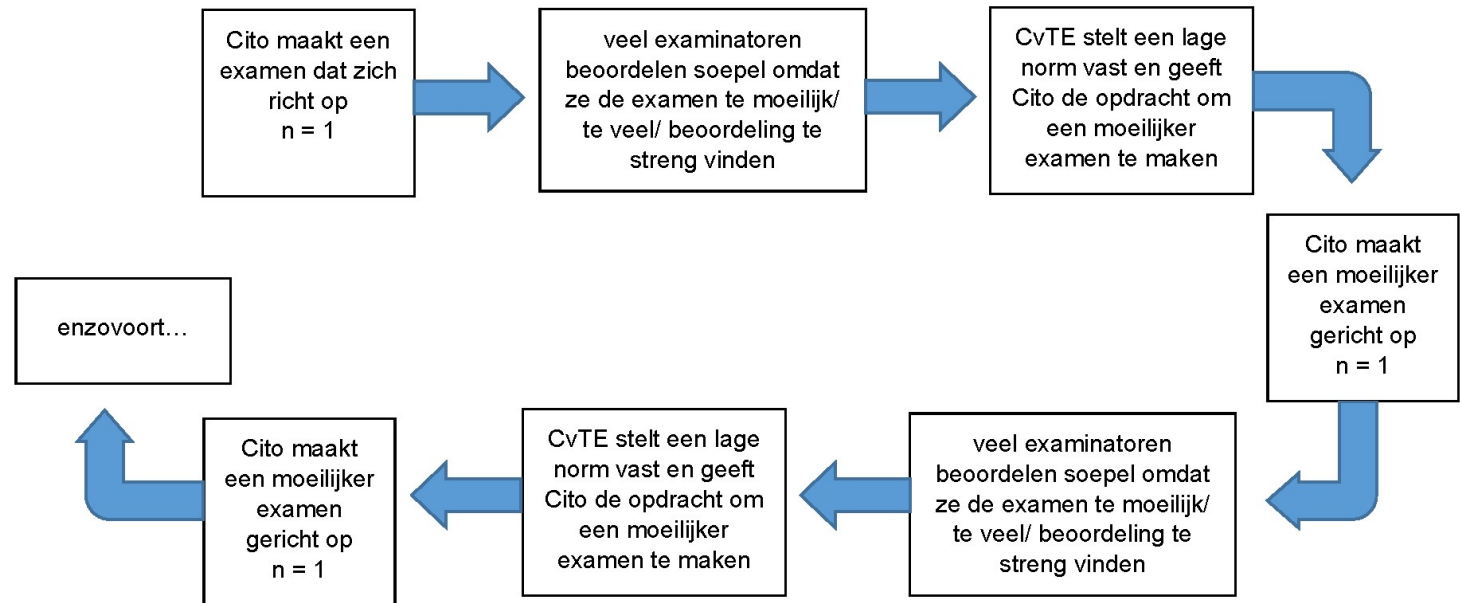 Cito maakt een
examen dat zich
richt op
n = 1
veel examinatoren
beoordelen soepel omdat
ze de examen te moeilijk/
te veel/ beoordeling te
streng vinden
CvTE stelt een lage
norm vast en geeft
Cito de opdracht om
een moeilijker
examen te maken
Cito maakt
een moeilijker
examen
gericht op
n = 1
veel examinatoren
beoordelen soepel omdat
ze de examen te moeilijk/
te veel/ beoordeling te
streng vinden
CvTE stelt een lage
norm vast en geeft
Cito de opdracht om
een moeilijker
examen te maken
Cito maakt
een moeilijker
examen
gericht op
n = 1
enzovoort…